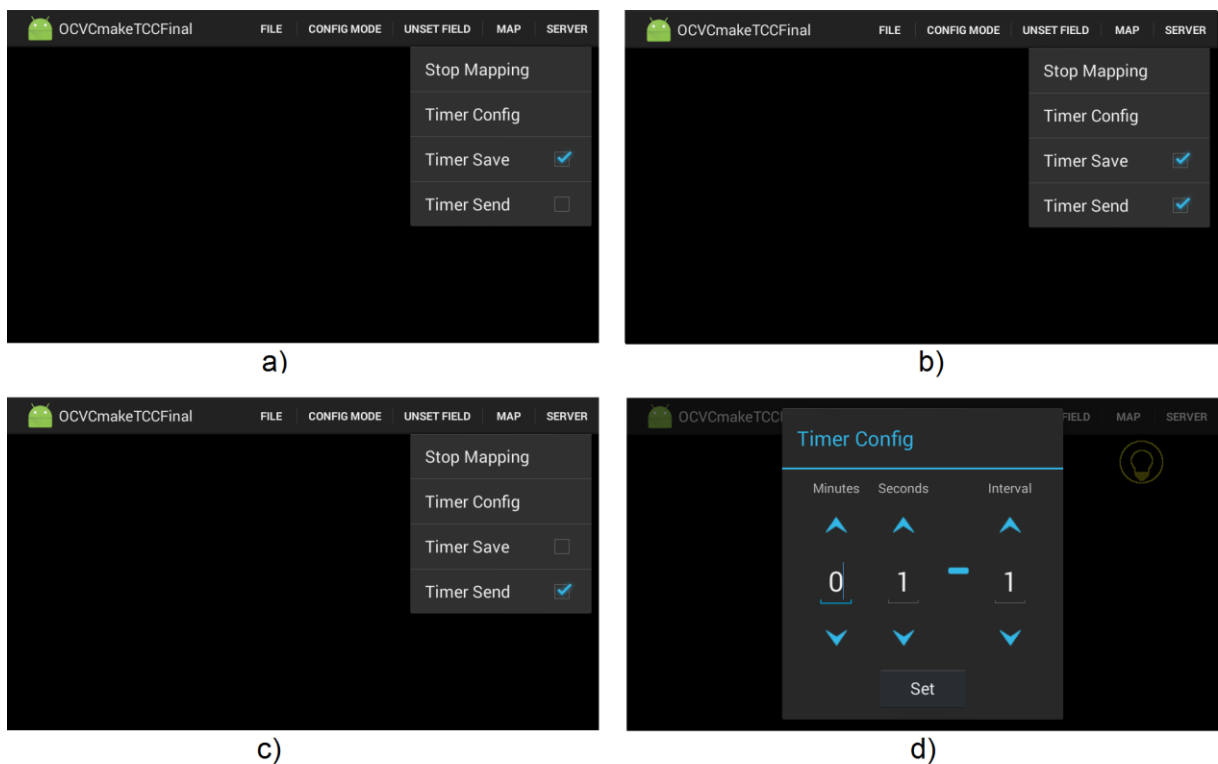 OCVCmakeTCCFinal FILE CONFIG MODE UNSET FIELD MAP SERVER
Stop Mapping
Timer Config
Timer Save
Timer Send
a)
OCVCmakeTCCFinal FILE CONFIG MODE UNSET FIELD MAP SERVER
Stop Mapping
Timer Config
Timer Save
Timer Send
b)
OCVCmakeTCCFinal FILE CONFIG MODE UNSET FIELD MAP SERVER
Stop Mapping
Timer Config
Timer Save
Timer Send
c)
OCVCmakeTCC FIELD MAP SERVER
Timer Config
Minutes Seconds Interval
0 1 - 1
Set
d)